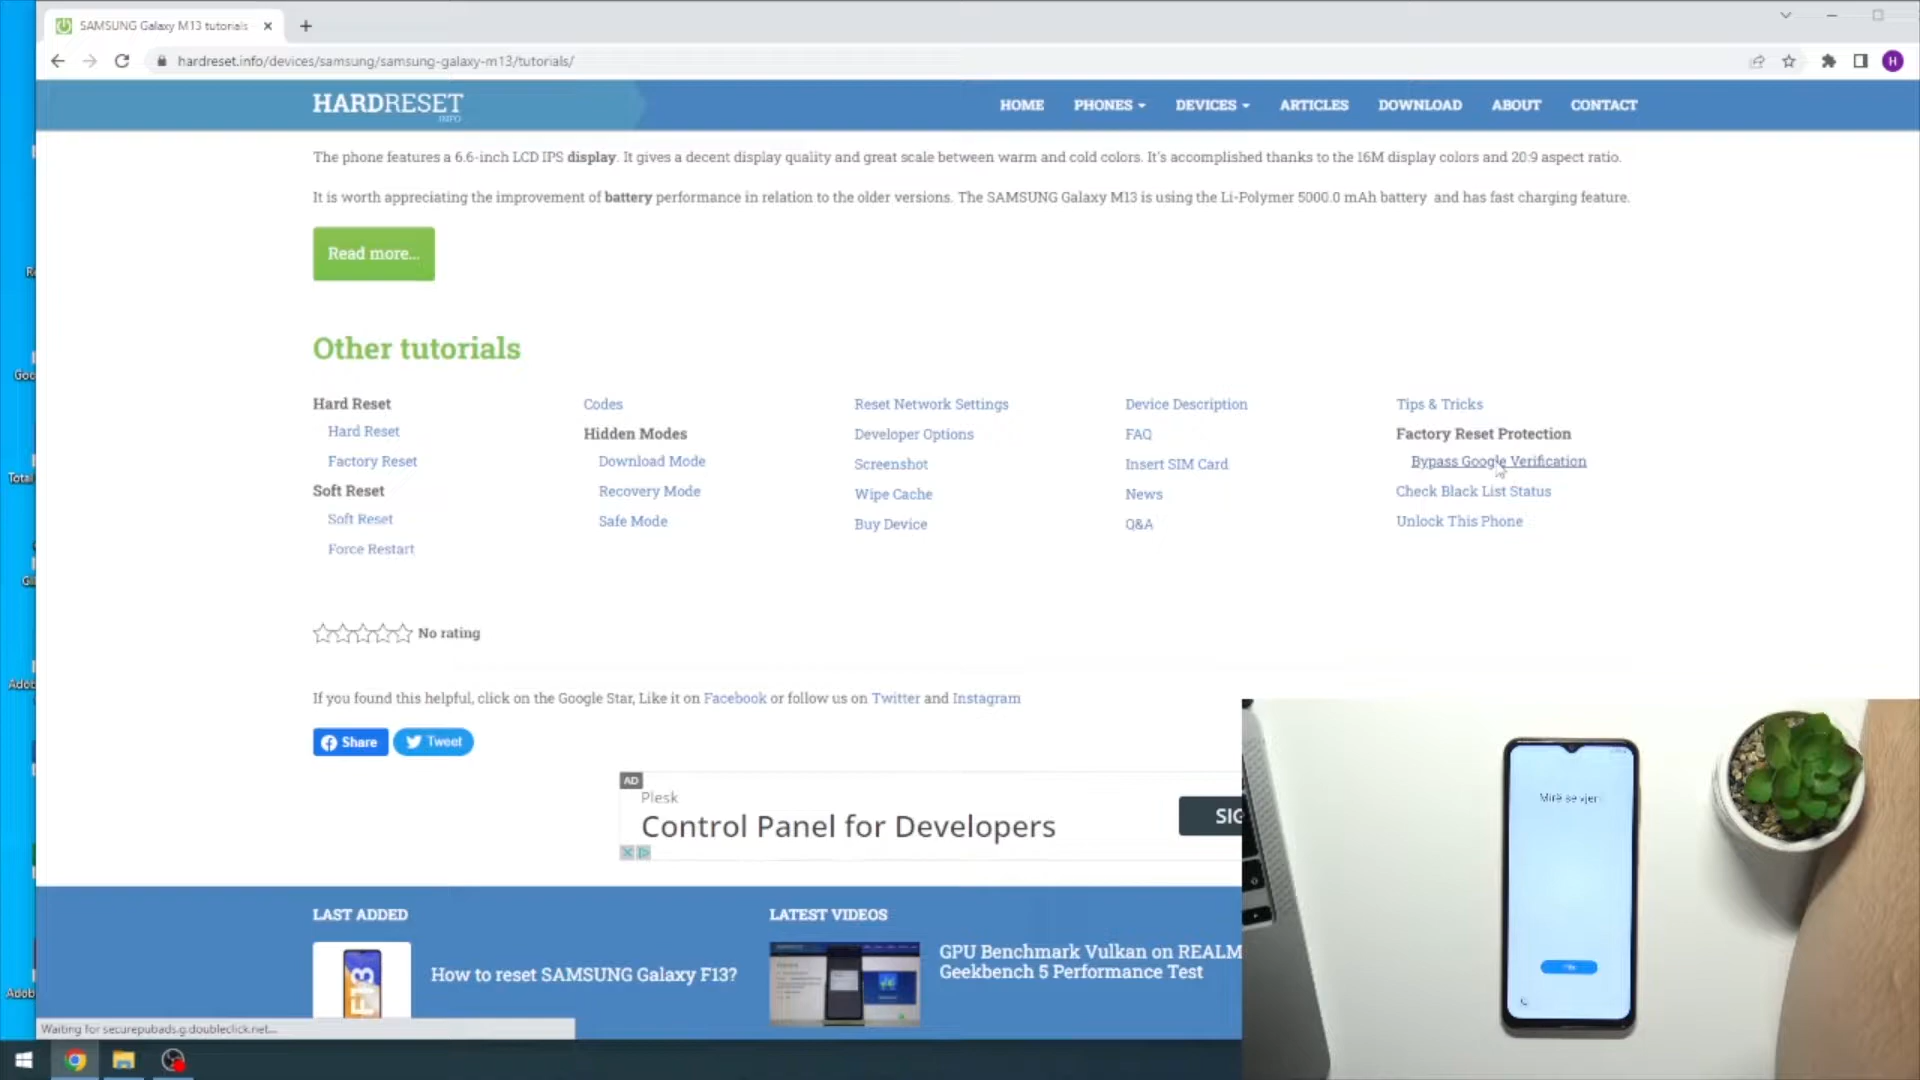 SAMSUNG Galaxy M13 tutorials
hardreset.info/devices/samsung/samsung-galaxy-m13/tutorials/
H
HARDRESET
.INFO
HOME
PHONES
DEVICES
ARTICLES
DOWNLOAD
ABOUT
CONTACT
The phone features a 6.6-inch LCD IPS display. It gives a decent display quality and great scale between warm and cold colors. It's accomplished thanks to the 16M display colors and 20:9 aspect ratio.
It is worth appreciating the improvement of battery performance in relation to the older versions. The SAMSUNG Galaxy M13 is using the Li-Polymer 5000.0 mAh battery and has fast charging feature.
Read more...
Other tutorials
Hard Reset
Hard Reset
Factory Reset
Soft Reset
Soft Reset
Force Restart
Codes
Hidden Modes
Download Mode
Recovery Mode
Safe Mode
Reset Network Settings
Developer Options
Screenshot
Wipe Cache
Buy Device
Device Description
FAQ
Insert SIM Card
News
Q&A
Tips & Tricks
Factory Reset Protection
Bypass Google Verification
Check Black List Status
Unlock This Phone
No rating
If you found this helpful, click on the Google Star, Like it on Facebook or follow us on Twitter and Instagram
Share
Tweet
AD
Plesk
Control Panel for Developers
SIG
Mirë se vjen
LAST ADDED
F13
How to reset SAMSUNG Galaxy F13?
LATEST VIDEOS
GPU Benchmark Vulkan on REALM
Geekbench 5 Performance Test
Waiting for securepubads.g.doubleclick.net...
Goo
Total
Adob
Adob